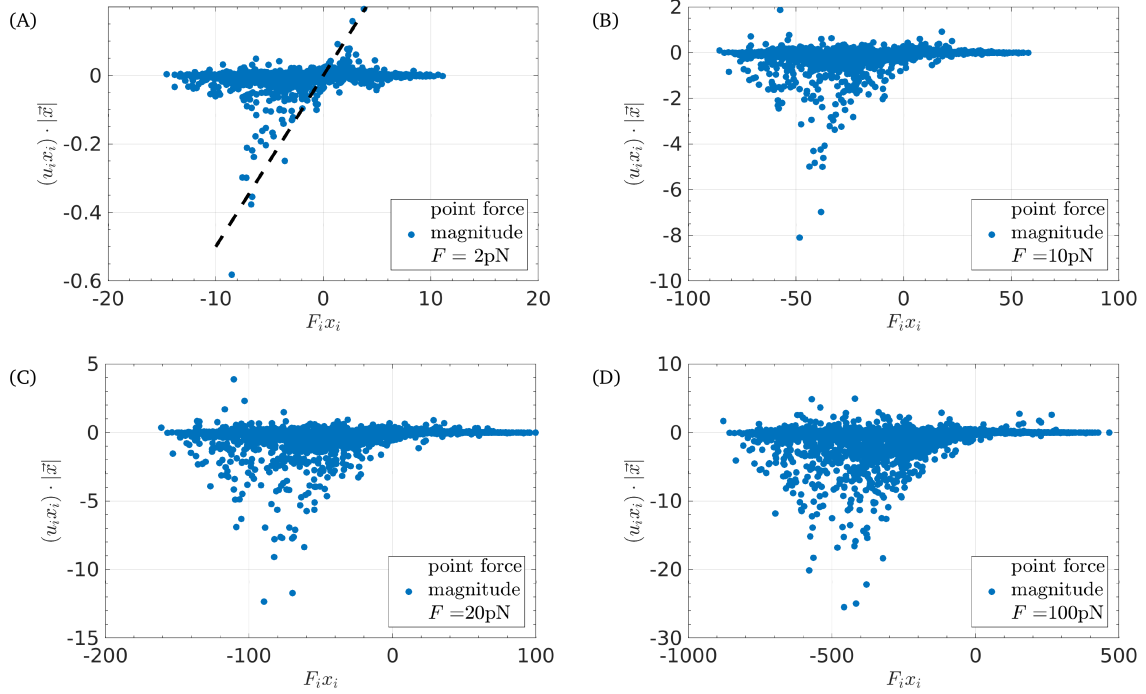 (A)
0
-0.2
-0.4
-0.6
(u_i x_i) · |x⃗|
-20
-10
0
10
20
F_i x_i
point force
magnitude
F = 2pN
(B)
2
0
-2
-4
-6
-8
-10
(u_i x_i) · |x⃗|
-100
-50
0
50
100
F_i x_i
point force
magnitude
F =10pN
(C)
5
0
-5
-10
-15
(u_i x_i) · |x⃗|
-200
-100
0
100
F_i x_i
point force
magnitude
F =20pN
(D)
10
0
-10
-20
-30
(u_i x_i) · |x⃗|
-1000
-500
0
500
F_i x_i
point force
magnitude
F =100pN